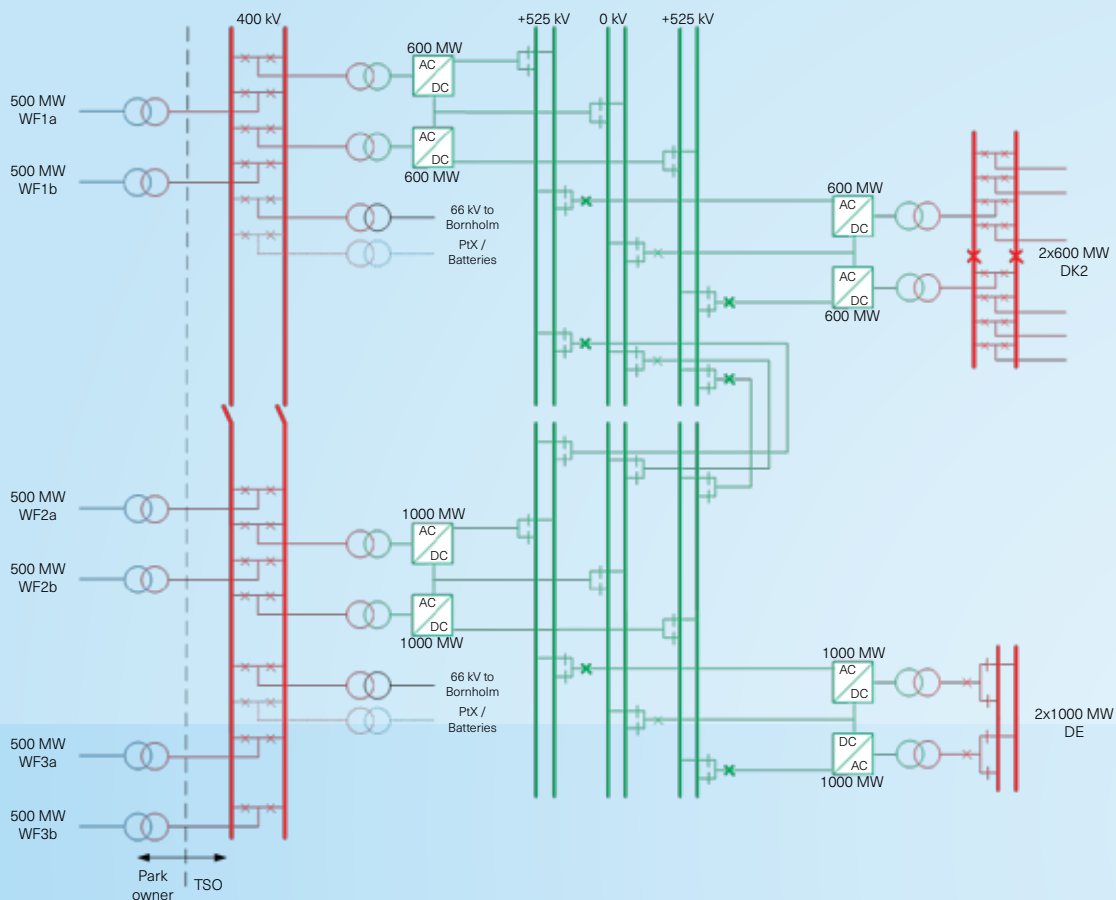 400 kV
+525 kV
0 kV
+525 kV
600 MW
AC
DC
500 MW
WF1a
AC
DC
600 MW
500 MW
WF1b
66 kV to
Bornholm
PtX /
Batteries
600 MW
AC
DC
AC
DC
600 MW
2x600 MW
DK2
500 MW
WF2a
1000 MW
AC
DC
500 MW
WF2b
AC
DC
1000 MW
66 kV to
Bornholm
PtX /
Batteries
1000 MW
AC
DC
DC
AC
1000 MW
2x1000 MW
DE
500 MW
WF3a
500 MW
WF3b
Park
owner
TSO